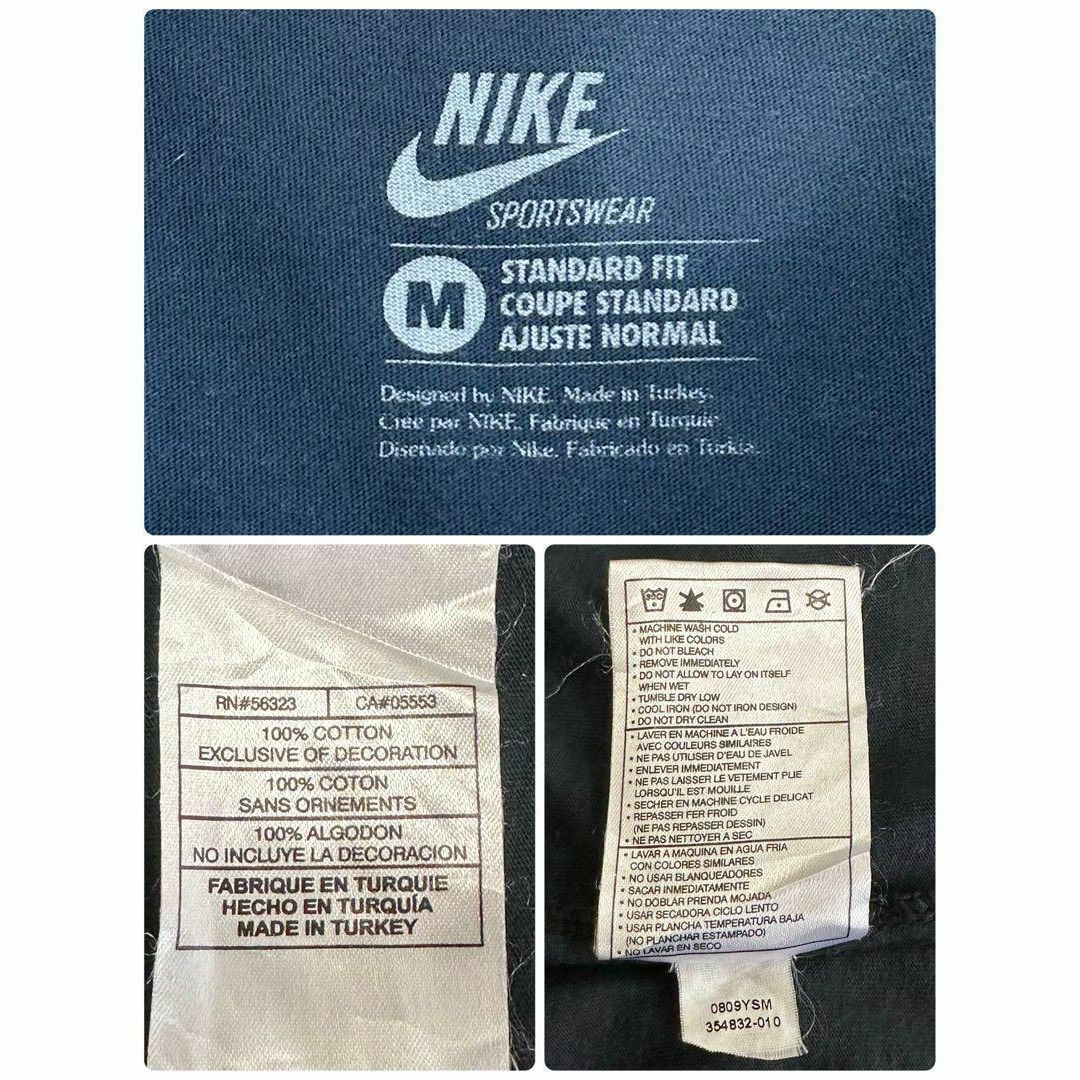 NIKE
SPORTSWEAR
M
STANDARD FIT
COUPE STANDARD
AJUSTE NORMAL
Designed by NIKE. Made in Turkey.
Cree par NIKE. Fabrique en Turquie
Disenado por Nike. Fabricado en Turkia.
RN#56323 CA#05553
100% COTTON
EXCLUSIVE OF DECORATION
100% COTON
SANS ORNEMENTS
100% ALGODON
NO INCLUYE LA DECORACION
FABRIQUE EN TURQUIE
HECHO EN TURQUÍA
MADE IN TURKEY
30C
• MACHINE WASH COLD
WITH LIKE COLORS
• DO NOT BLEACH
• REMOVE IMMEDIATELY
• DO NOT ALLOW TO LAY ON ITSELF
WHEN WET
• TUMBLE DRY LOW
• COOL IRON (DO NOT IRON DESIGN)
• DO NOT DRY CLEAN
• LAVER EN MACHINE A L'EAU FROIDE
AVEC COULEURS SIMILAIRES
• NE PAS UTILISER D'EAU DE JAVEL
• ENLEVER IMMEDIATEMENT
• NE PAS LAISSER LE VETEMENT PLIE
LORSQU'IL EST MOUILLE
• SECHER EN MACHINE CYCLE DELICAT
• REPASSER FER FROID
(NE PAS REPASSER DESSIN)
• NE PAS NETTOYER A SEC
• LAVAR A MAQUINA EN AGUA FRIA
CON COLORES SIMILARES
• NO USAR BLANQUEADORES
• SACAR INMEDIATAMENTE
• NO DOBLAR PRENDA MOJADA
• USAR SECADORA CICLO LENTO
• USAR PLANCHA TEMPERATURA BAJA
(NO PLANCHAR ESTAMPADO)
• NO LAVAR EN SECO
0809YSM
354832-010